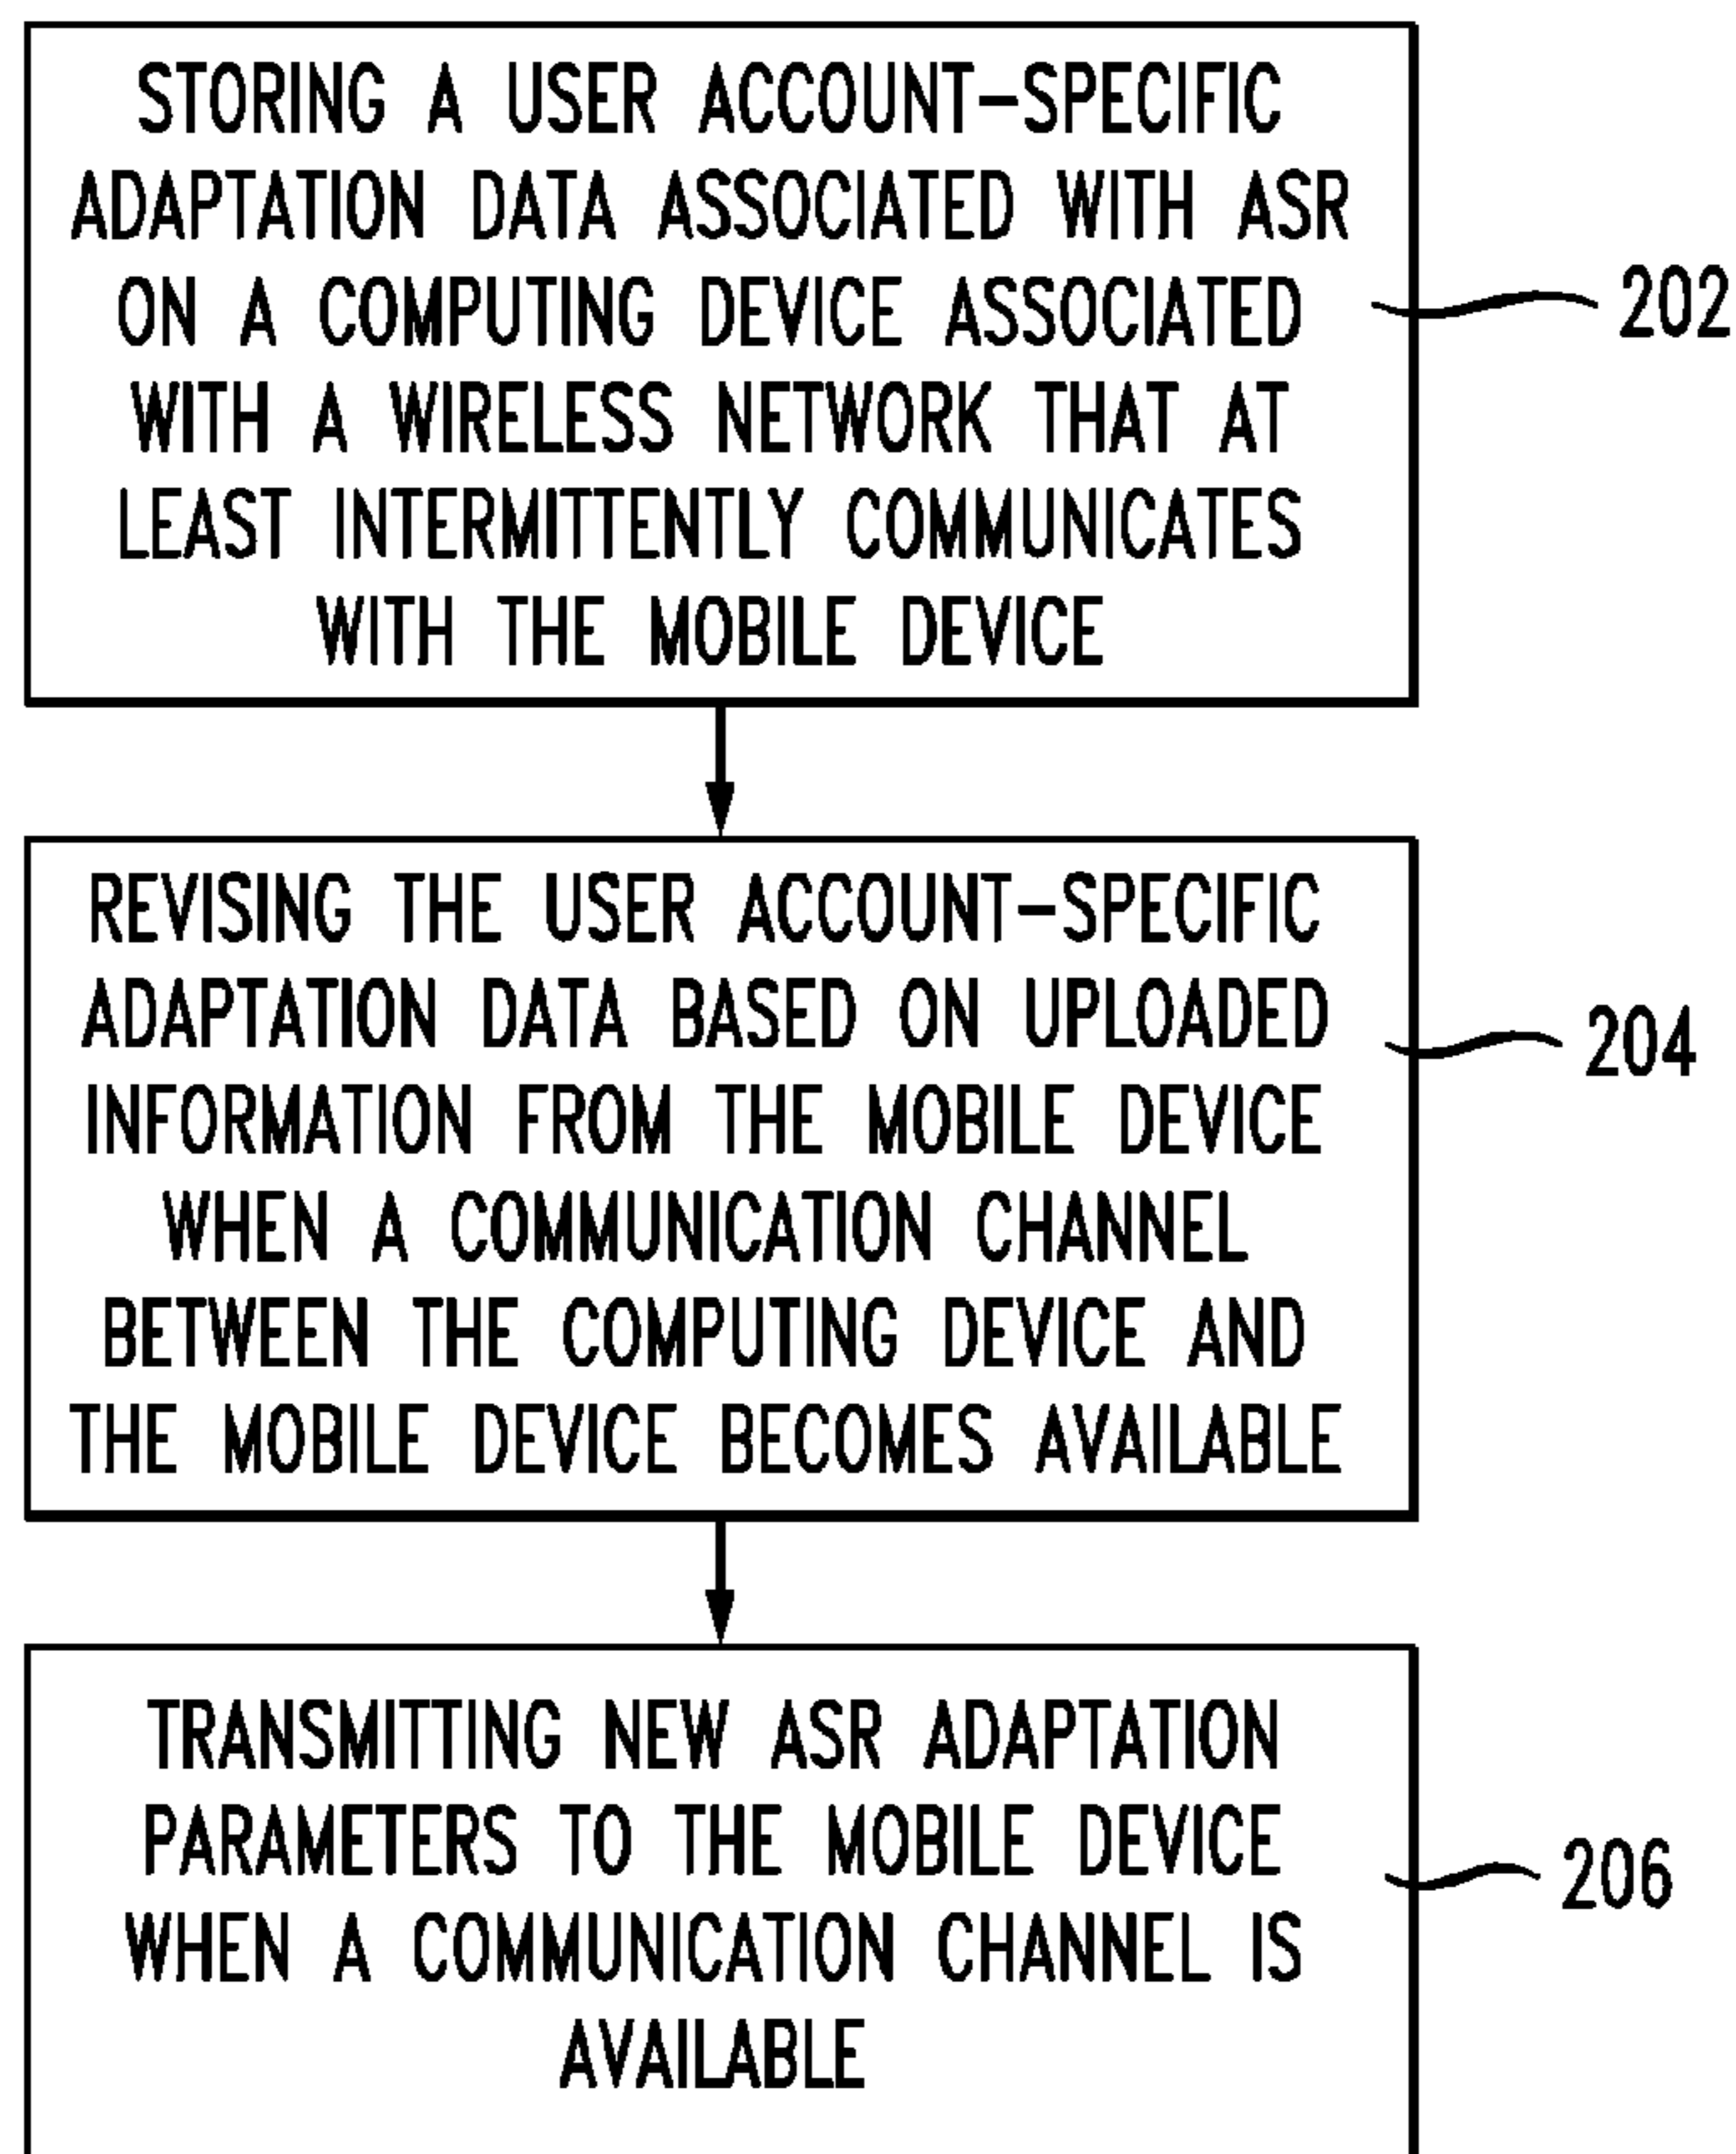 STORING A USER ACCOUNT-SPECIFIC
ADAPTATION DATA ASSOCIATED WITH ASR
ON A COMPUTING DEVICE ASSOCIATED
WITH A WIRELESS NETWORK THAT AT
LEAST INTERMITTENTLY COMMUNICATES
WITH THE MOBILE DEVICE
202
REVISING THE USER ACCOUNT-SPECIFIC
ADAPTATION DATA BASED ON UPLOADED
INFORMATION FROM THE MOBILE DEVICE
WHEN A COMMUNICATION CHANNEL
BETWEEN THE COMPUTING DEVICE AND
THE MOBILE DEVICE BECOMES AVAILABLE
204
TRANSMITTING NEW ASR ADAPTATION
PARAMETERS TO THE MOBILE DEVICE
WHEN A COMMUNICATION CHANNEL IS
AVAILABLE
206